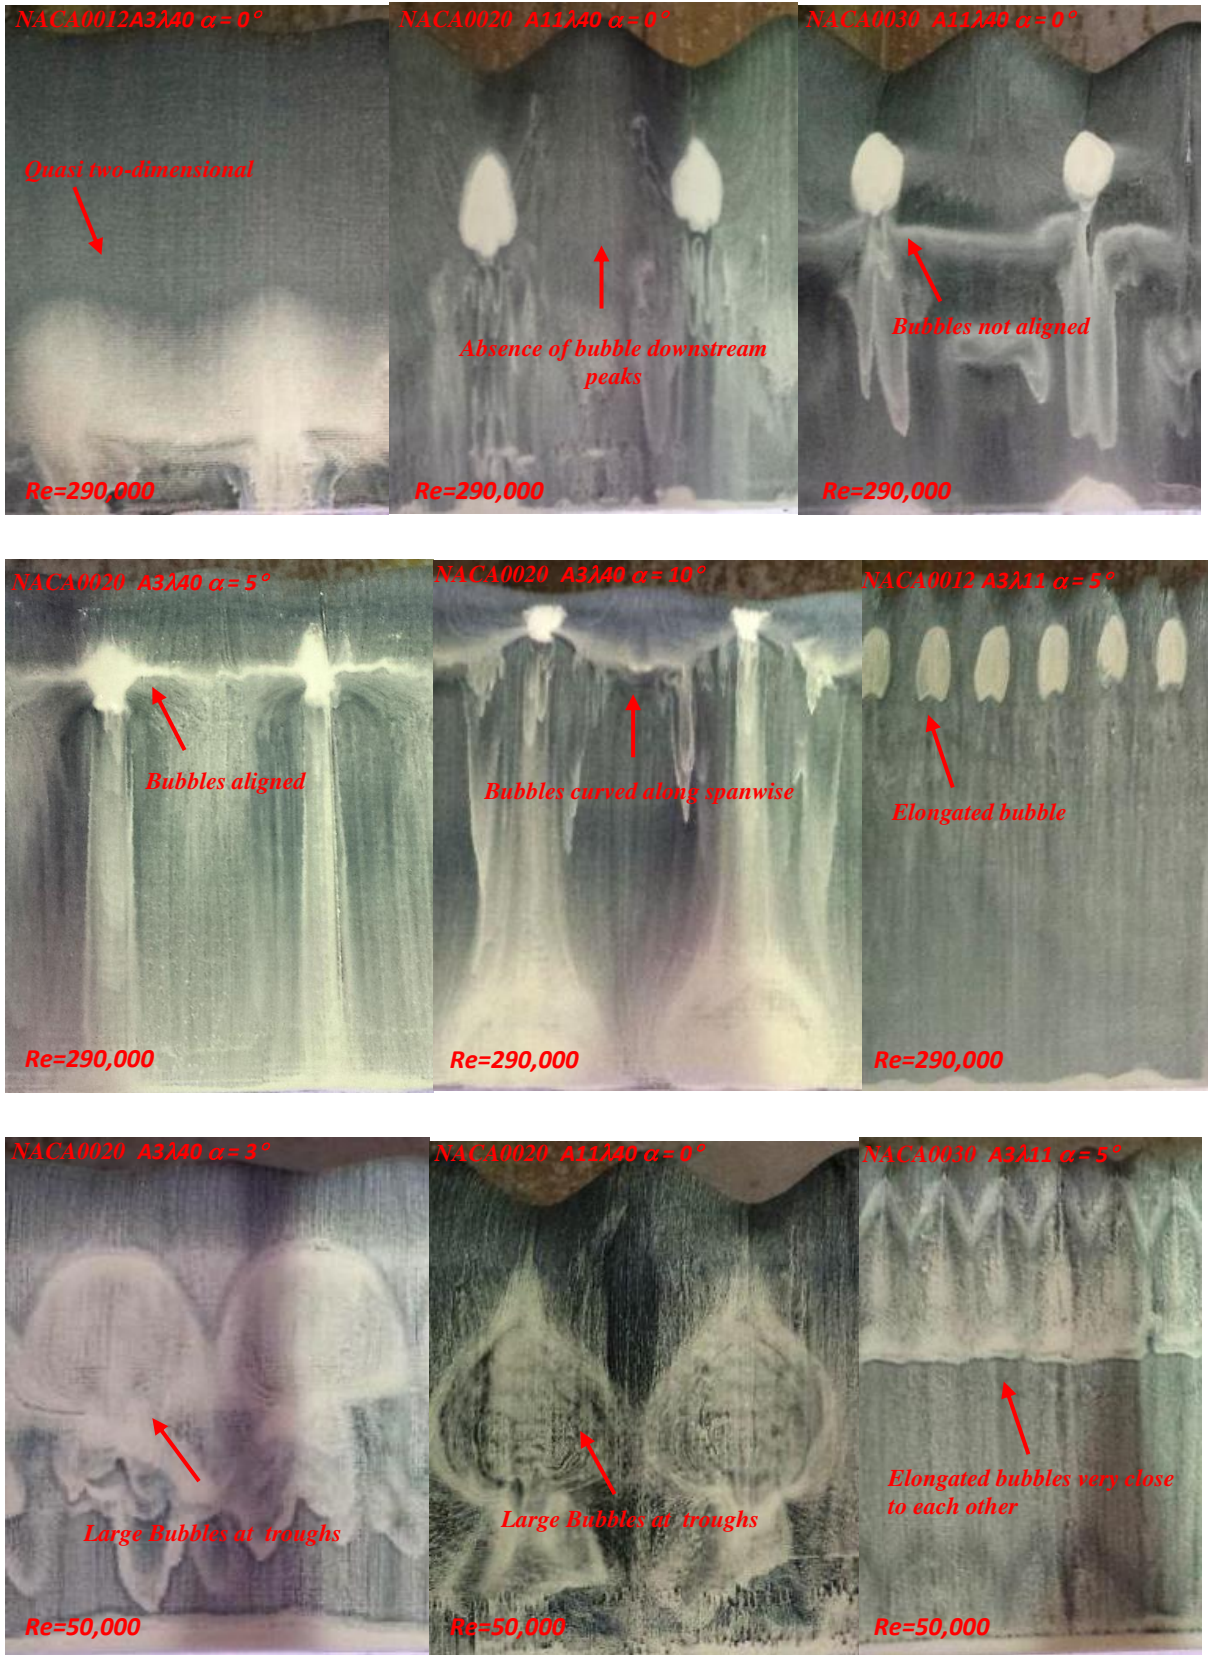 NACA0012A3λ40 α = 0°
Quasi two-dimensional
Re=290,000
NACA0020 A11λ40 α = 0°
Absence of bubble downstream
peaks
Re=290,000
NACA0030 A11λ40 α = 0°
Bubbles not aligned
Re=290,000
NACA0020 A3λ40 α = 5°
Bubbles aligned
Re=290,000
NACA0020 A3λ40 α = 10°
Bubbles curved along spanwise
Re=290,000
NACA0012 A3λ11 α = 5°
Elongated bubble
Re=290,000
NACA0020 A3λ40 α = 3°
Large Bubbles at troughs
Re=50,000
NACA0020 A11λ40 α = 0°
Large Bubbles at troughs
Re=50,000
NACA0030 A3λ11 α = 5°
Elongated bubbles very close
to each other
Re=50,000